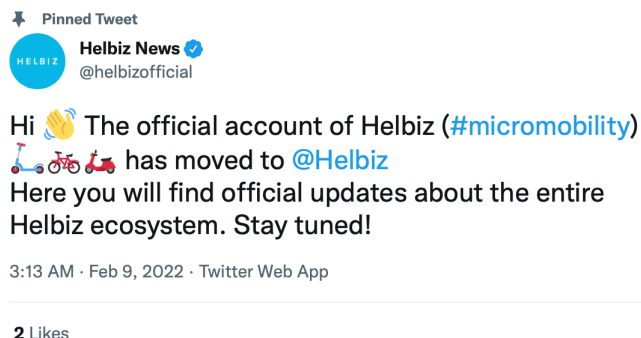 Pinned Tweet
HELBIZ
Helbiz News
@helbizofficial
Hi 👋 The official account of Helbiz (#micromobility)
🛴🚲🛵 has moved to @Helbiz
Here you will find official updates about the entire
Helbiz ecosystem. Stay tuned!
3:13 AM · Feb 9, 2022 · Twitter Web App
2 Likes